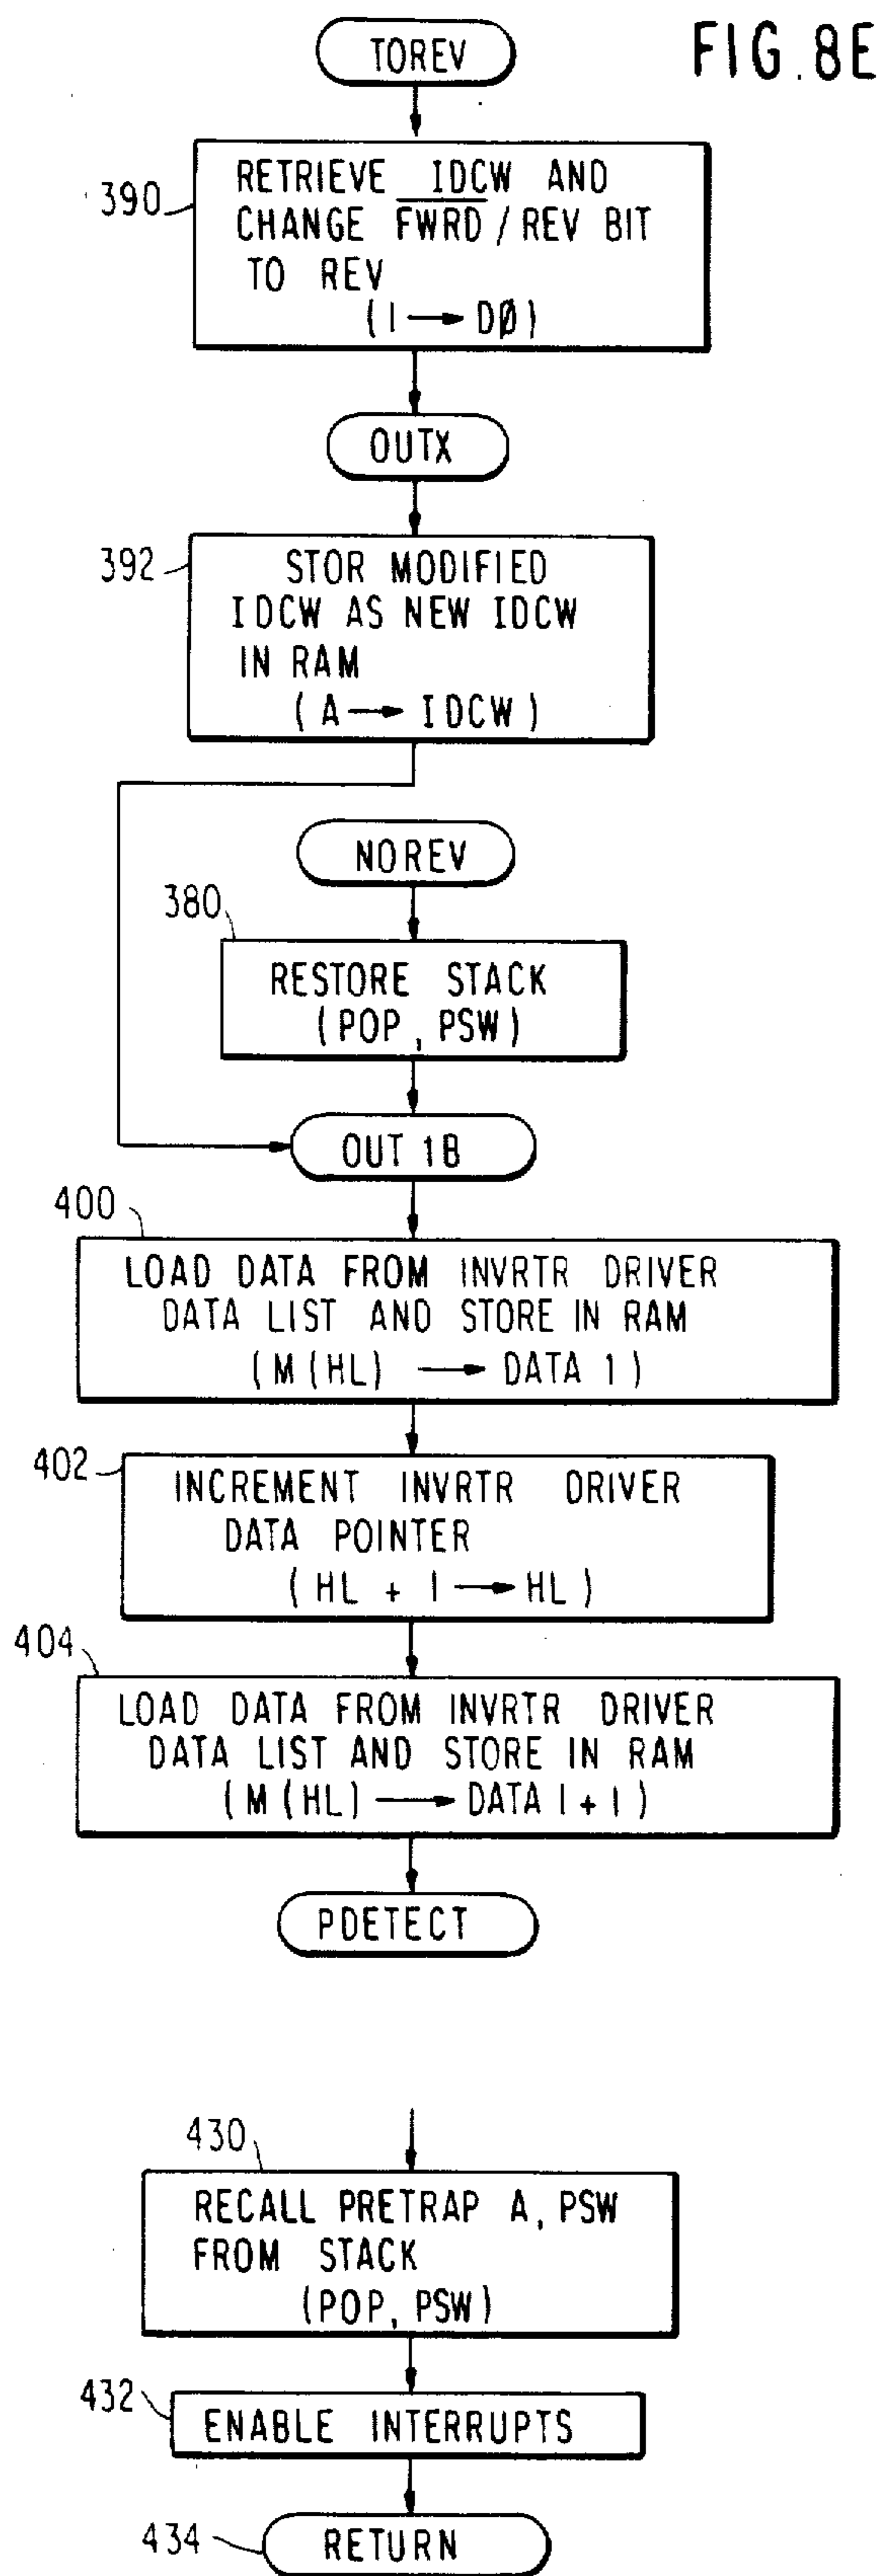 FIG.8E
TOREV
390
RETRIEVE IDCW AND
CHANGE FWRD/REV BIT
TO REV
(1→DØ)
OUTX
392
STOR MODIFIED
IDCW AS NEW IDCW
IN RAM
(A→IDCW)
NOREV
380
RESTORE STACK
(POP, PSW)
OUT 1B
400
LOAD DATA FROM INVRTR DRIVER
DATA LIST AND STORE IN RAM
(M(HL) → DATA 1)
402
INCREMENT INVRTR DRIVER
DATA POINTER
(HL + 1→HL)
404
LOAD DATA FROM INVRTR DRIVER
DATA LIST AND STORE IN RAM
(M(HL)→DATA 1+1)
PDETECT
430
RECALL PRETRAP A, PSW
FROM STACK
(POP, PSW)
432
ENABLE INTERRUPTS
434
RETURN